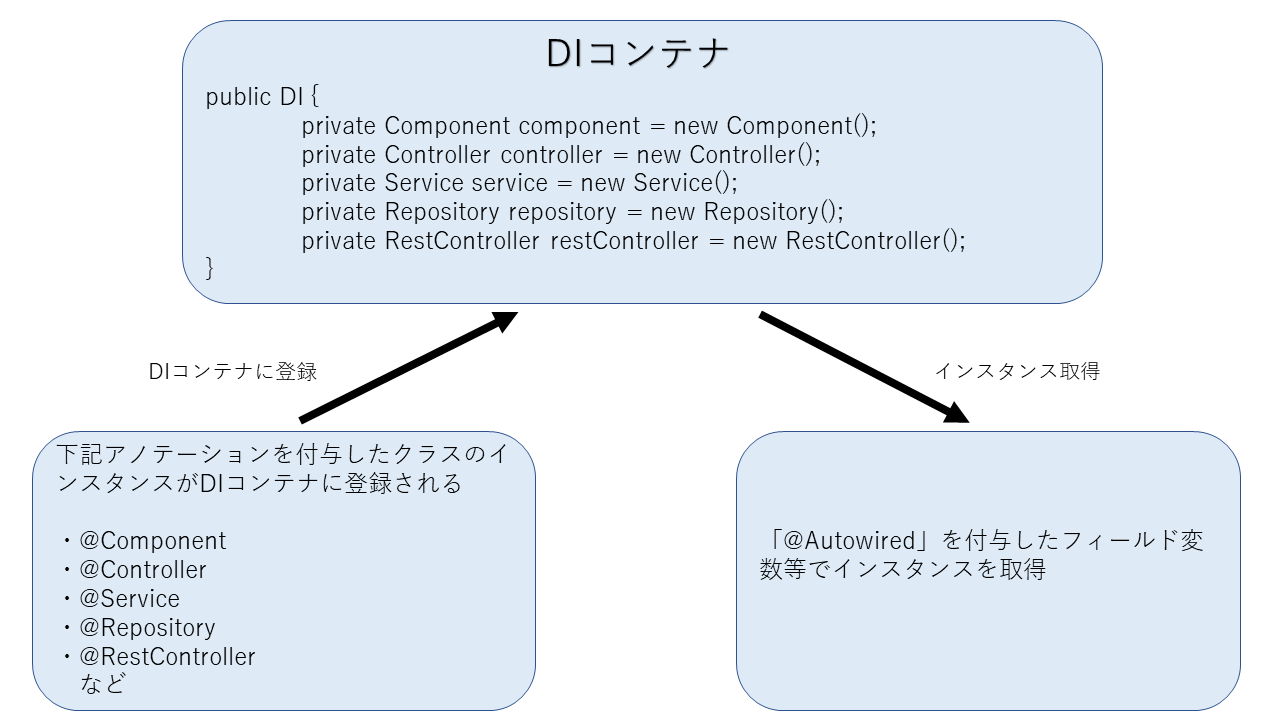 DIコンテナ
public DI {
private Component component = new Component();
private Controller controller = new Controller();
private Service service = new Service();
private Repository repository = new Repository();
private RestController restController = new RestController();
}
DIコンテナに登録
インスタンス取得
下記アノテーションを付与したクラスのイ
ンスタンスがDIコンテナに登録される
・@Component
・@Controller
・@Service
・@Repository
・@RestController
など
「@Autowired」を付与したフィールド変
数等でインスタンスを取得